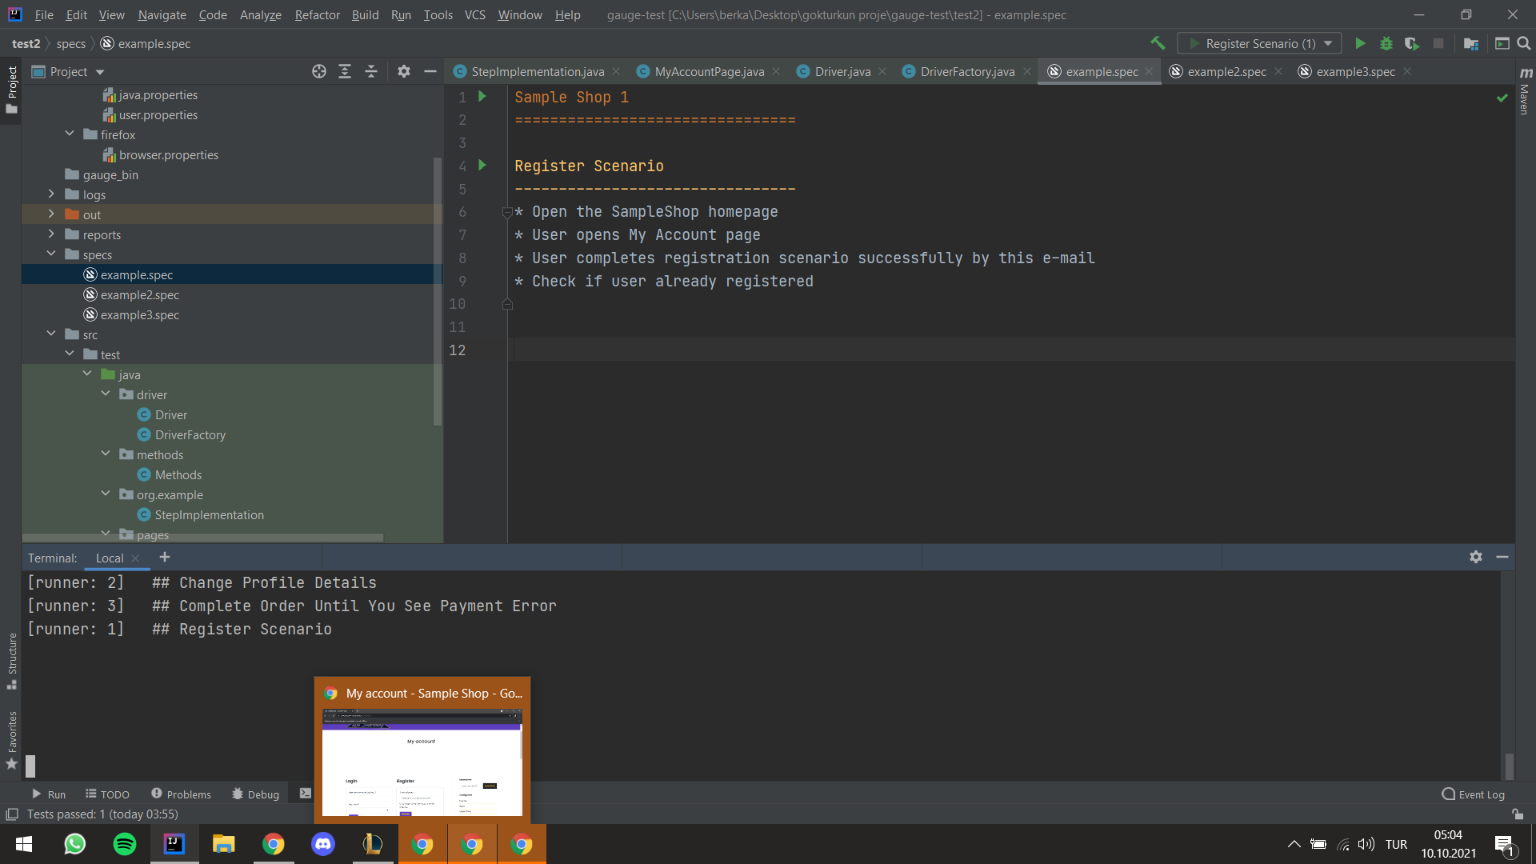 File Edit View Navigate Code Analyze Refactor Build Run Tools VCS Window Help gauge-test [C:\Users\berka\Desktop\gokturkun proje\gauge-test\test2] - example.spec
test2 specs example.spec
Register Scenario (1)
Project
StepImplementation.java MyAccountPage.java Driver.java DriverFactory.java example.spec example2.spec example3.spec
Project
Maven
java.properties
user.properties
firefox
browser.properties
gauge_bin
logs
out
reports
specs
example.spec
example2.spec
example3.spec
src
test
java
driver
Driver
DriverFactory
methods
Methods
org.example
StepImplementation
pages
1 Sample Shop 1
2 ================================
3
4 Register Scenario
5 --------------------------------
6 * Open the SampleShop homepage
7 * User opens My Account page
8 * User completes registration scenario successfully by this e-mail
9 * Check if user already registered
10
11
12
Terminal: Local
[runner: 2] ## Change Profile Details
[runner: 3] ## Complete Order Until You See Payment Error
[runner: 1] ## Register Scenario
Structure
Favorites
My account - Sample Shop - Go...
My account
Login Register
Run TODO Problems Debug
Event Log
Tests passed: 1 (today 03:55)
TUR
05:04
10.10.2021
1